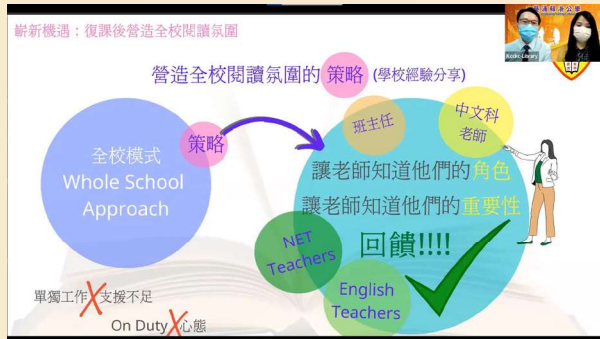 嶄新機遇：復課後營造全校閱讀氛圍
營造全校閱讀氛圍的 策略 (學校經驗分享)
全校模式
Whole School
Approach
策略
班主任
中文科
老師
讓老師知道他們的角色
讓老師知道他們的重要性
回饋!!!!
NET
Teachers
English
Teachers
單獨工作 支援不足
On Duty 心態